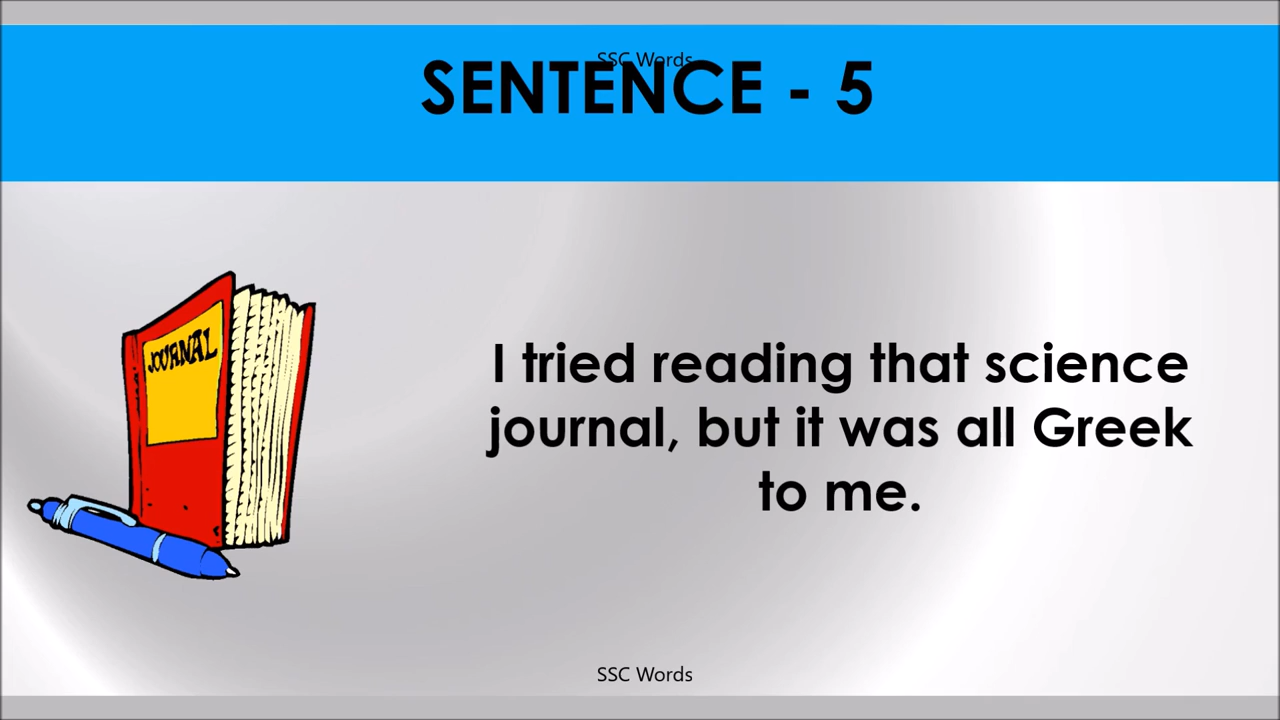 SSC Words
SENTENCE - 5
JOURNAL
I tried reading that science
journal, but it was all Greek
to me.
SSC Words